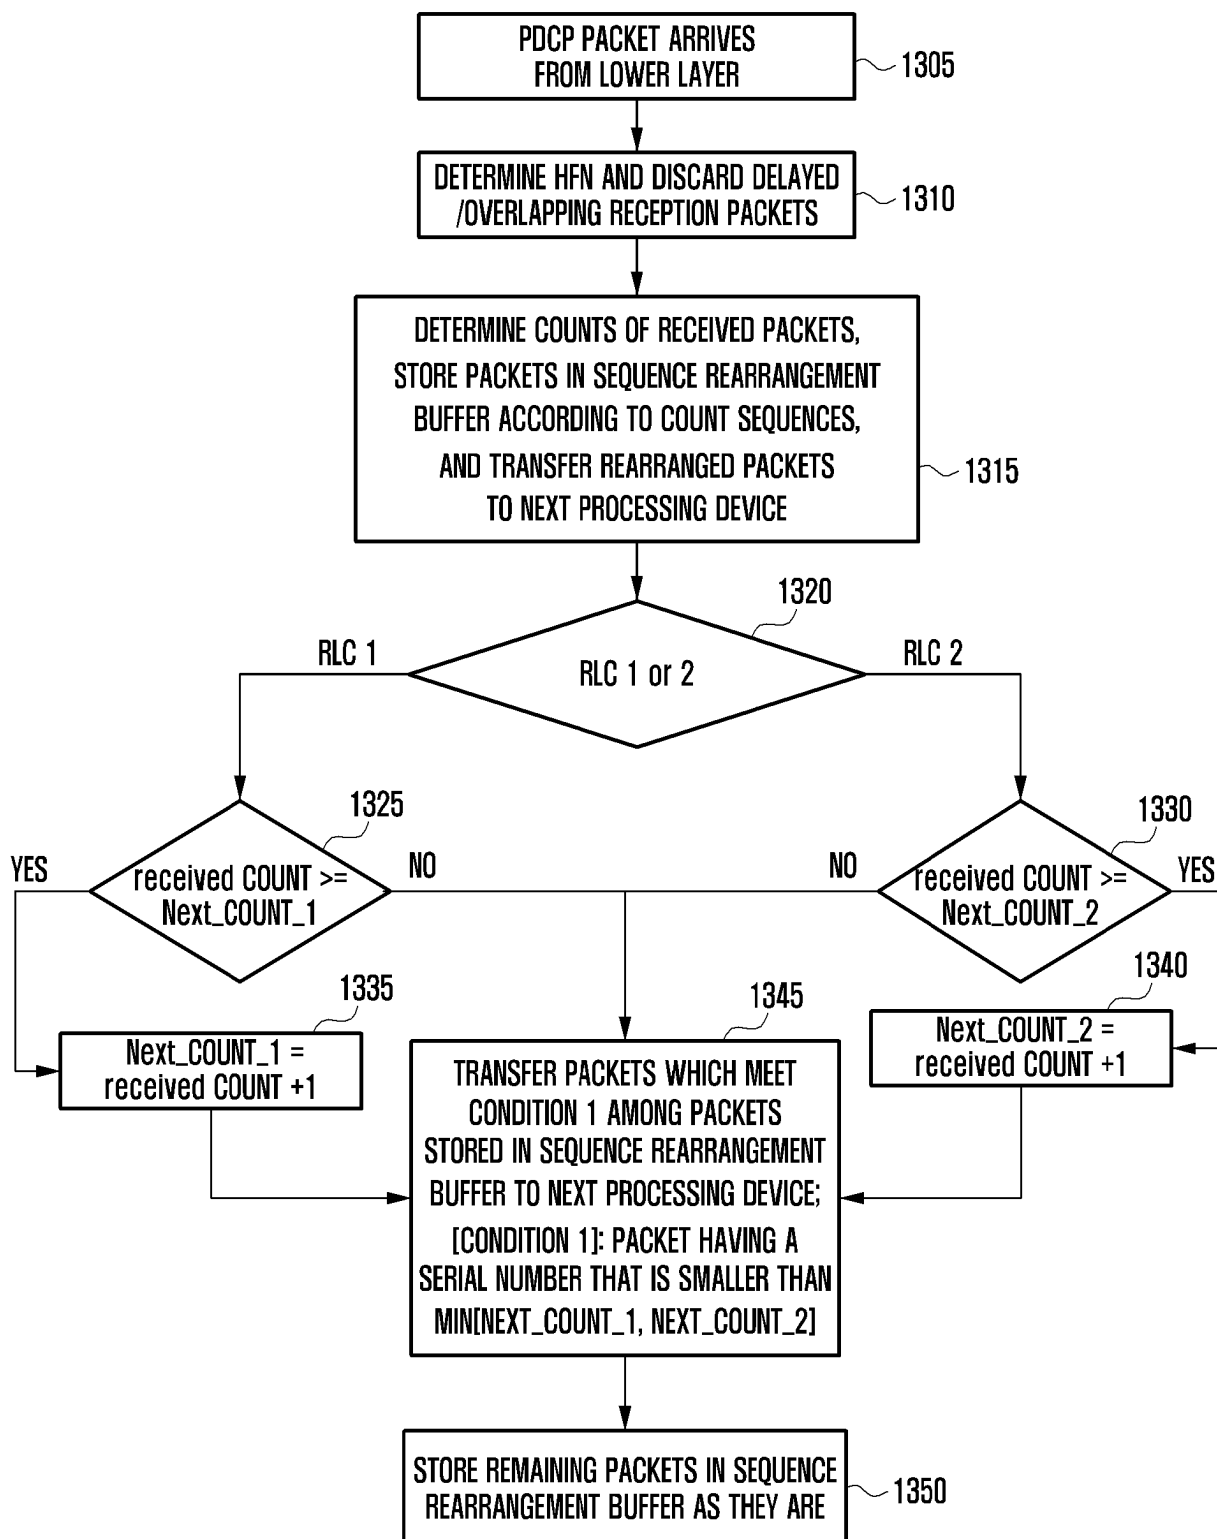 PDCP PACKET ARRIVES
FROM LOWER LAYER
1305
DETERMINE HFN AND DISCARD DELAYED
/OVERLAPPING RECEPTION PACKETS
1310
DETERMINE COUNTS OF RECEIVED PACKETS,
STORE PACKETS IN SEQUENCE REARRANGEMENT
BUFFER ACCORDING TO COUNT SEQUENCES,
AND TRANSFER REARRANGED PACKETS
TO NEXT PROCESSING DEVICE
1315
1320
RLC 1
RLC 1 or 2
RLC 2
1325
YES
received COUNT >=
Next_COUNT_1
NO
1330
NO
received COUNT >=
Next_COUNT_2
YES
1335
Next_COUNT_1 =
received COUNT +1
1340
Next_COUNT_2 =
received COUNT +1
1345
TRANSFER PACKETS WHICH MEET
CONDITION 1 AMONG PACKETS
STORED IN SEQUENCE REARRANGEMENT
BUFFER TO NEXT PROCESSING DEVICE;
[CONDITION 1]: PACKET HAVING A
SERIAL NUMBER THAT IS SMALLER THAN
MIN[NEXT_COUNT_1, NEXT_COUNT_2]
STORE REMAINING PACKETS IN SEQUENCE
REARRANGEMENT BUFFER AS THEY ARE
1350